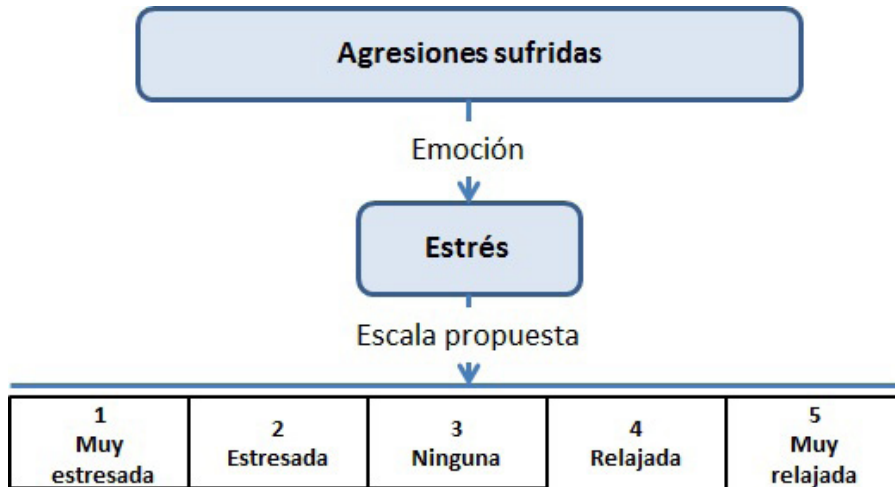 Agresiones sufridas
Emoción
Estrés
Escala propuesta
1
Muy
estresada
2
Estresada
3
Ninguna
4
Relajada
5
Muy
relajada